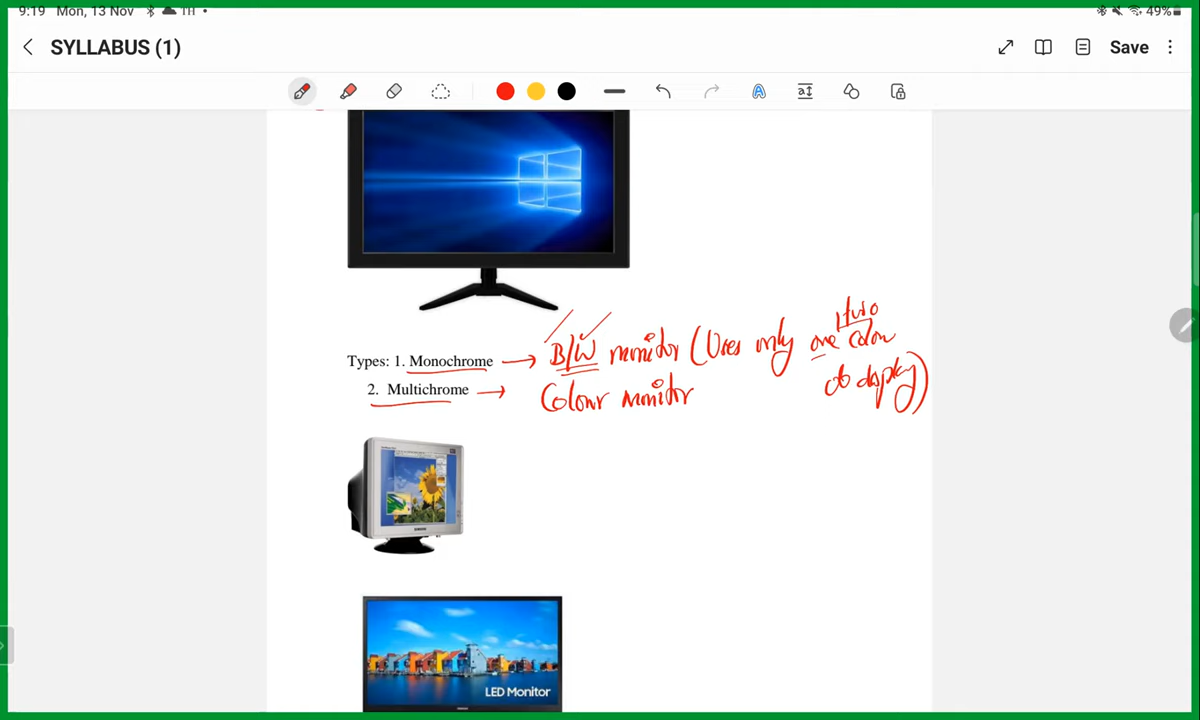 9:19 Mon, 13 Nov TH •
49%
SYLLABUS (1)
Save
two
Types: 1. Monochrome → B/W monitor (Uses only one colour
to display)
2. Multichrome → Colour monitor
LED Monitor